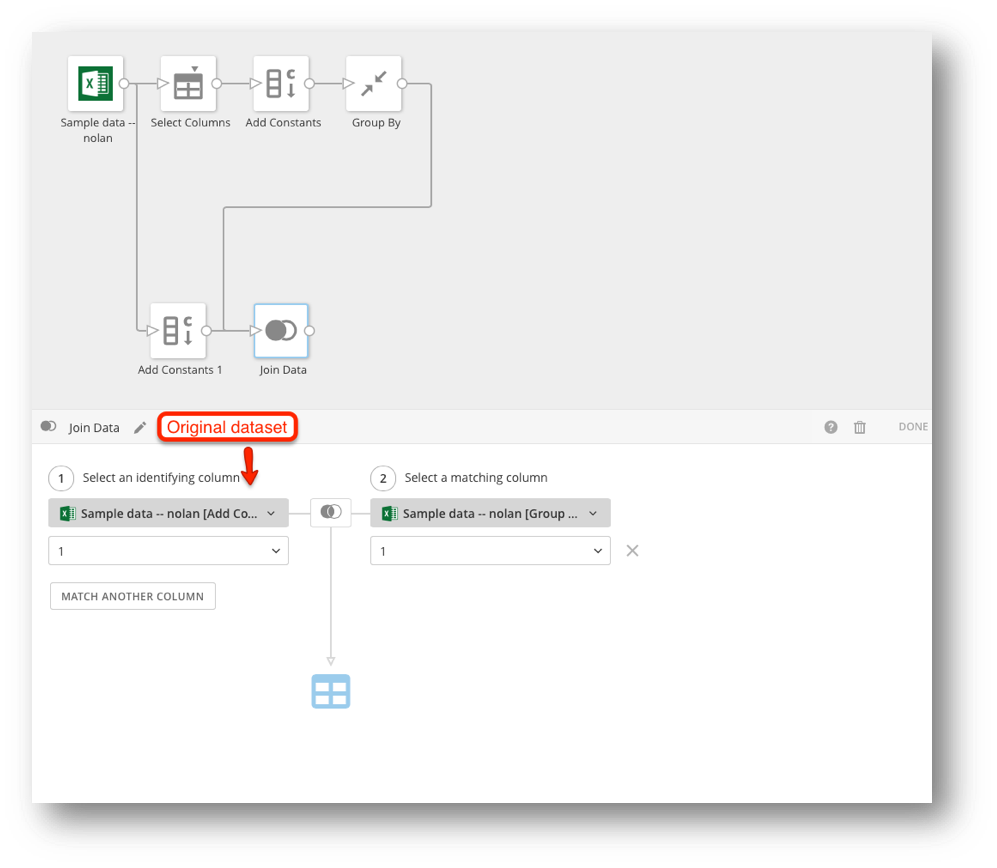 Sample data --
nolan
Select Columns
Add Constants
Group By
Add Constants 1
Join Data
Join Data
Original dataset
DONE
1 Select an identifying column
2 Select a matching column
Sample data -- nolan [Add Co...
Sample data -- nolan [Group ...
1
1
MATCH ANOTHER COLUMN